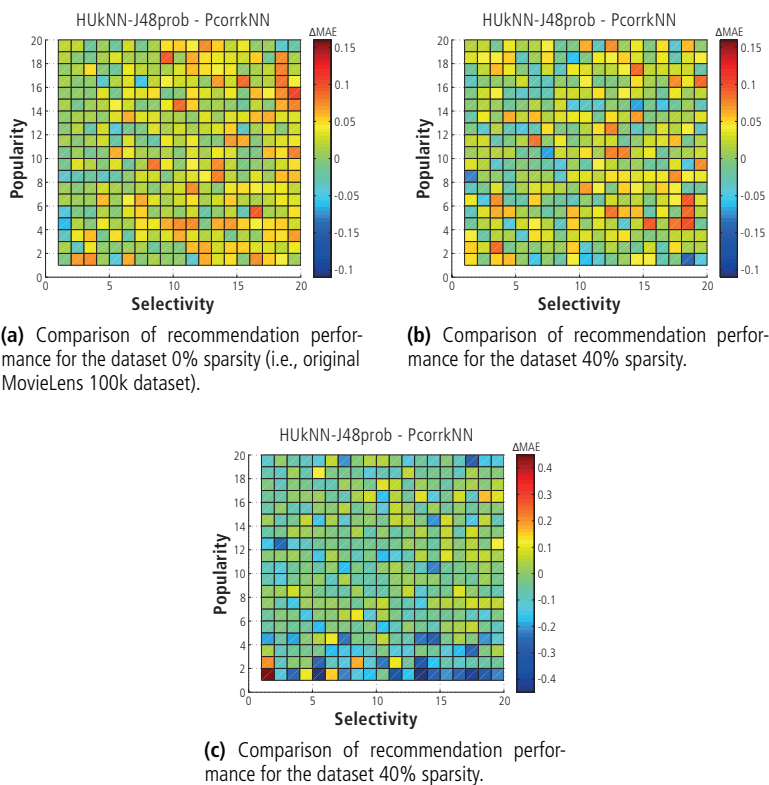 HUkNN-J48prob - PcorrkNN
ΔMAE
20
18
16
14
12
10
8
6
4
2
0
Popularity
0 5 10 15 20
Selectivity
0.15
0.1
0.05
0
-0.05
-0.1
(a) Comparison of recommendation perfor-
mance for the dataset 0% sparsity (i.e., original
MovieLens 100k dataset).
HUkNN-J48prob - PcorrkNN
ΔMAE
20
18
16
14
12
10
8
6
4
2
0
Popularity
0 5 10 15 20
Selectivity
0.15
0.1
0.05
0
-0.05
-0.1
(b) Comparison of recommendation perfor-
mance for the dataset 40% sparsity.
HUkNN-J48prob - PcorrkNN
ΔMAE
20
18
16
14
12
10
8
6
4
2
0
Popularity
0 5 10 15 20
Selectivity
0.4
0.3
0.2
0.1
0
-0.1
-0.2
-0.3
-0.4
(c) Comparison of recommendation perfor-
mance for the dataset 40% sparsity.